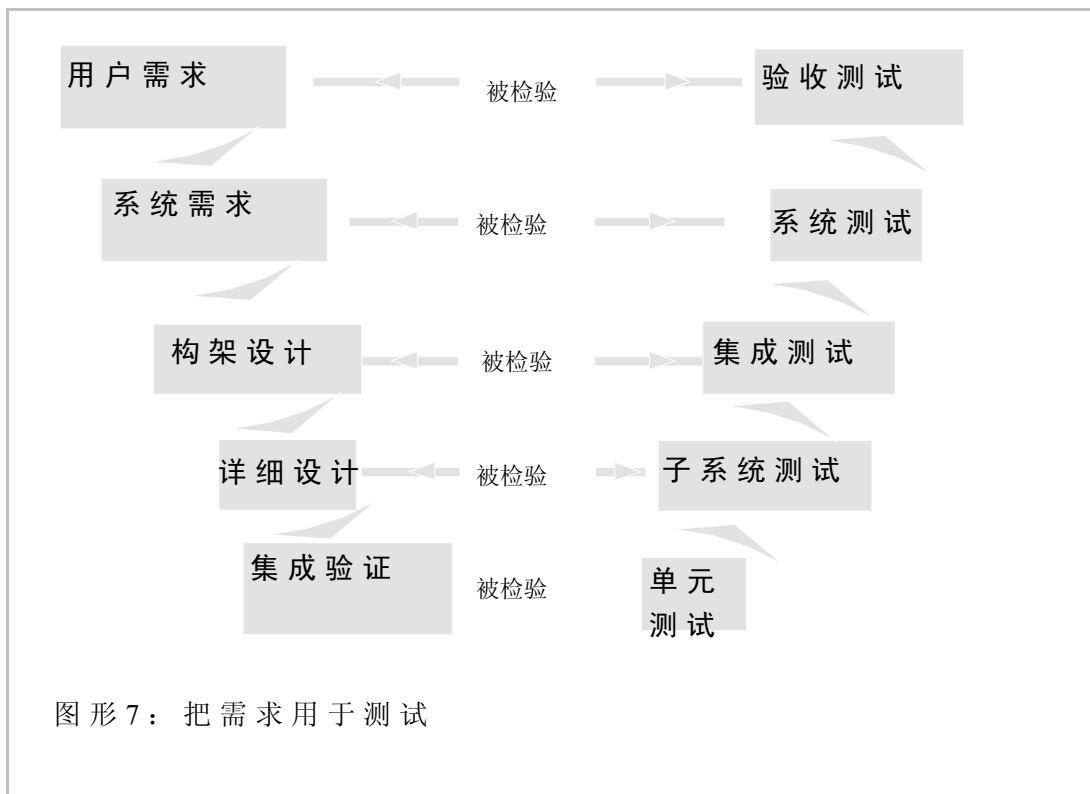 用户需求
被检验
验收测试
系统需求
被检验
系统测试
构架设计
被检验
集成测试
详细设计
被检验
子系统测试
集成验证
被检验
单元
测试
图形7：把需求用于测试